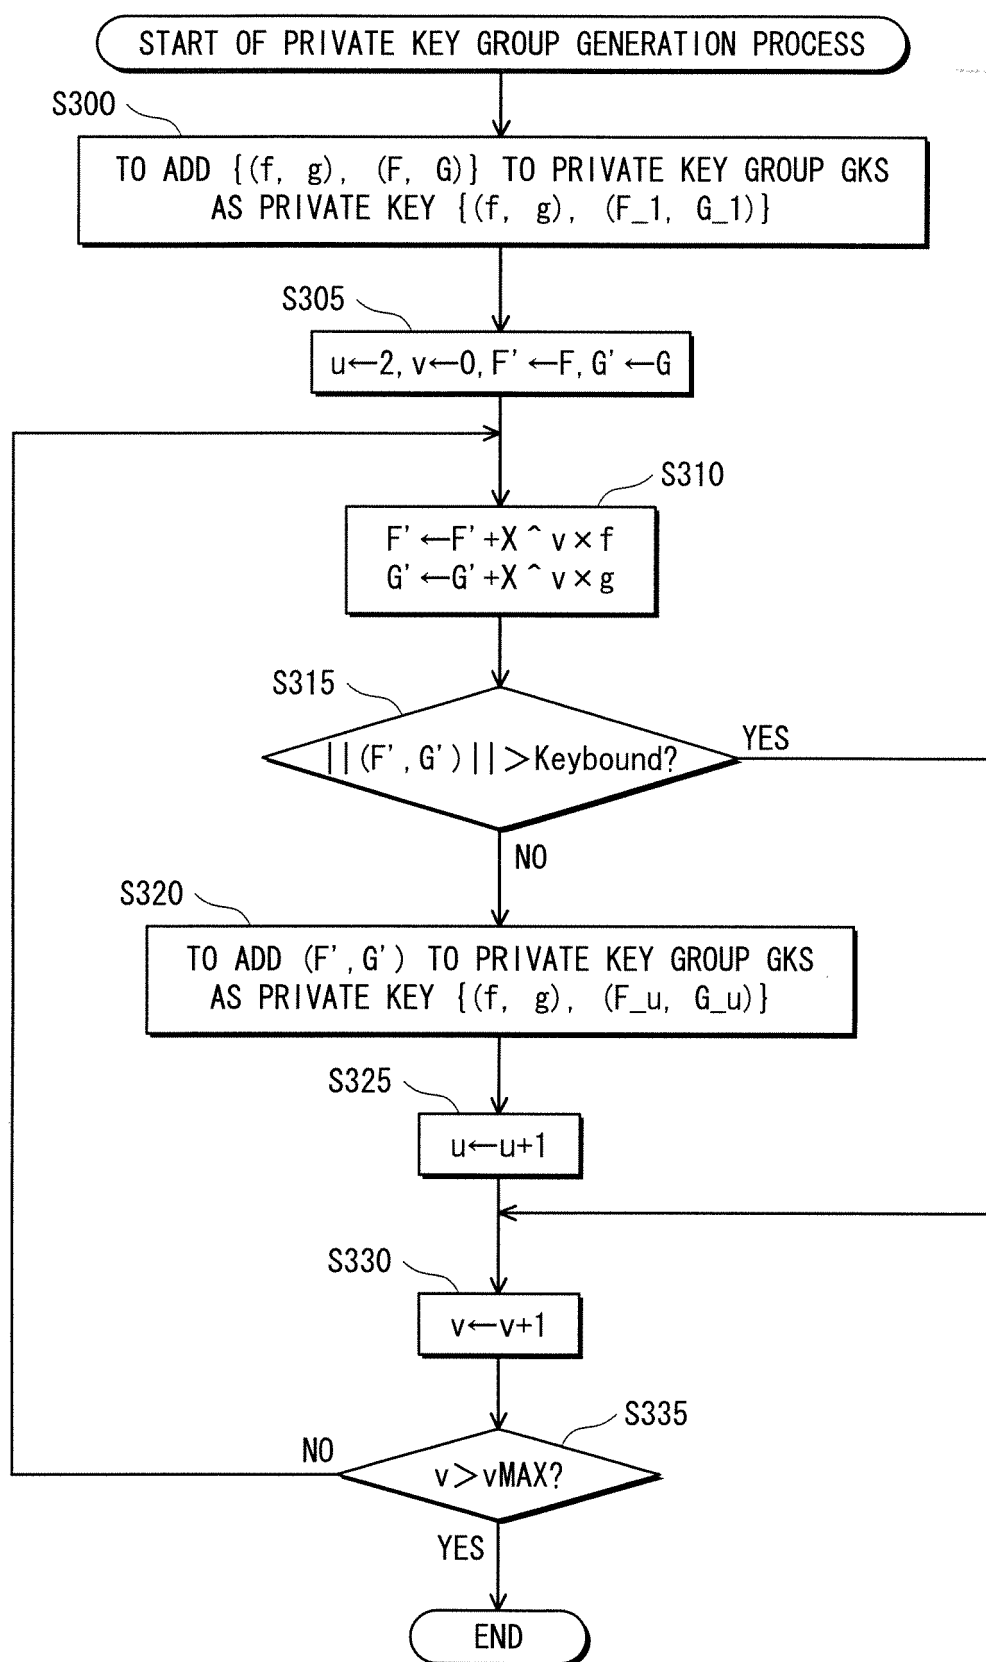 START OF PRIVATE KEY GROUP GENERATION PROCESS
S300
TO ADD {(f, g), (F, G)} TO PRIVATE KEY GROUP GKS
AS PRIVATE KEY {(f, g), (F_1, G_1)}
S305
u←2, v←0, F'←F, G'←G
S310
F'←F'+X^v×f
G'←G'+X^v×g
S315
||(F',G')||>Keybound?
YES
NO
S320
TO ADD (F',G') TO PRIVATE KEY GROUP GKS
AS PRIVATE KEY {(f, g), (F_u, G_u)}
S325
u←u+1
S330
v←v+1
S335
NO
v>vMAX?
YES
END